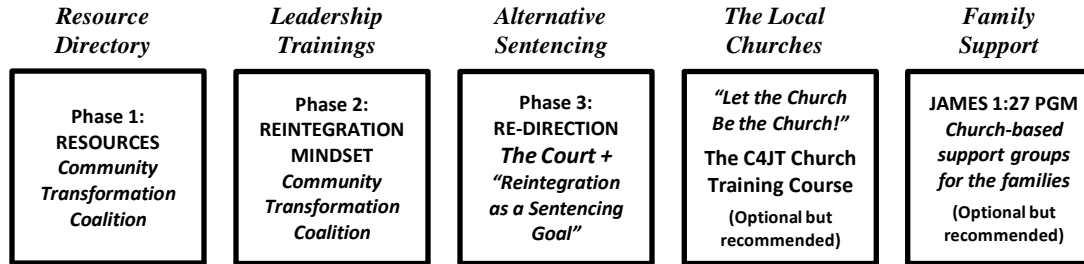 Resource
Directory
Leadership
Trainings
Alternative
Sentencing
The Local
Churches
Family
Support
Phase 1:
RESOURCES
Community
Transformation
Coalition
Phase 2:
REINTEGRATION
MINDSET
Community
Transformation
Coalition
Phase 3:
RE-DIRECTION
The Court +
“Reintegration
as a Sentencing
Goal”
“Let the Church
Be the Church!”
The C4JT Church
Training Course
(Optional but
recommended)
JAMES 1:27 PGM
Church-based
support groups
for the families
(Optional but
recommended)